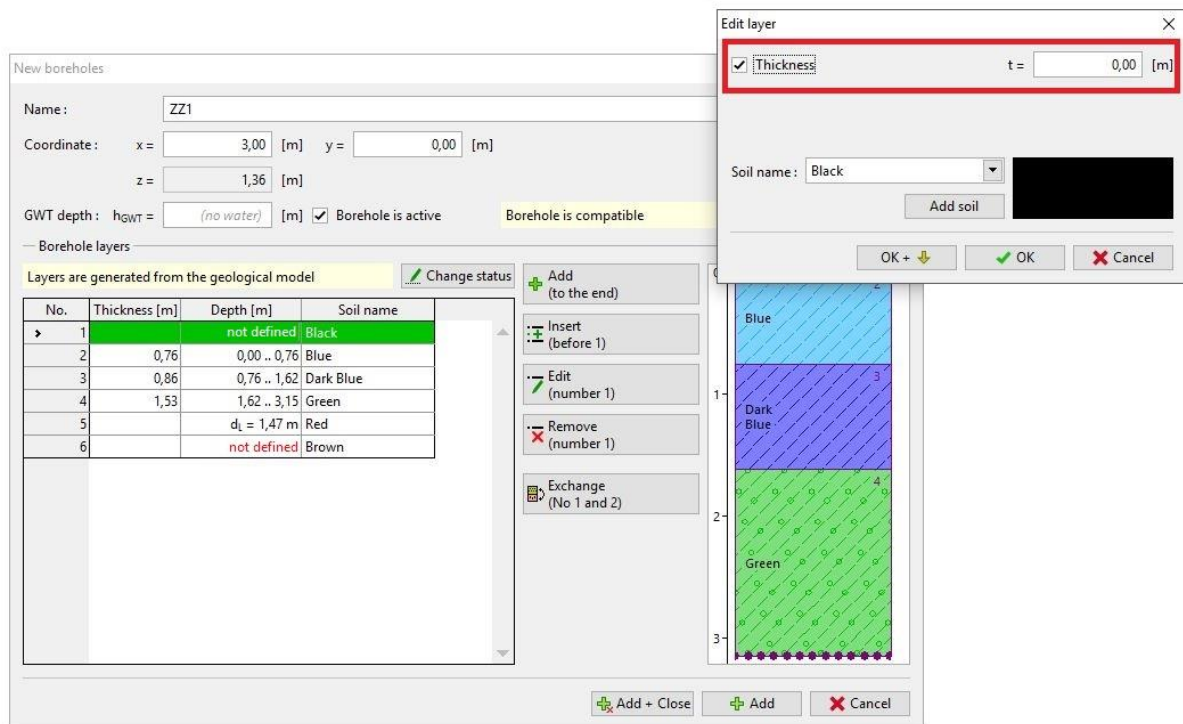 Edit layer
Thickness t = 0,00 [m]
Soil name : Black
Add soil
OK + OK Cancel
New boreholes
Name : ZZ1
Coordinate : x = 3,00 [m] y = 0,00 [m]
z = 1,36 [m]
GWT depth : hGWT = (no water) [m] Borehole is active Borehole is compatible
Borehole layers
Layers are generated from the geological model Change status
No. Thickness [m] Depth [m] Soil name
1 not defined Black
2 0,76 0,00 .. 0,76 Blue
3 0,86 0,76 .. 1,62 Dark Blue
4 1,53 1,62 .. 3,15 Green
5 dL = 1,47 m Red
6 not defined Brown
Add
(to the end)
Insert
(before 1)
Edit
(number 1)
Remove
(number 1)
Exchange
(No 1 and 2)
Blue
3
1
Dark
Blue
4
2
Green
3
Add + Close Add Cancel